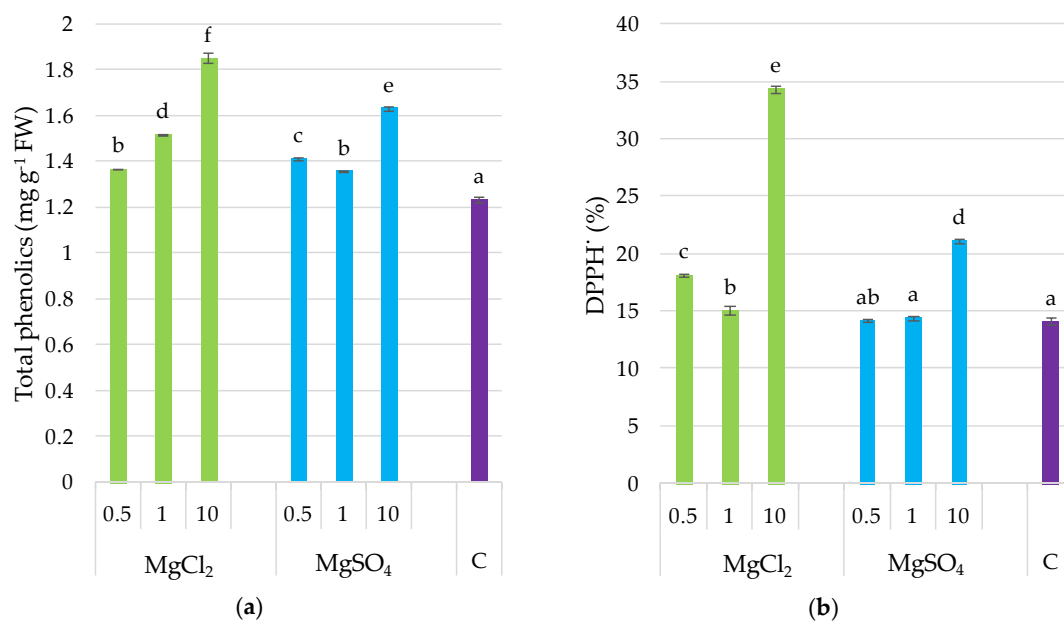 2
1.8
1.6
1.4
1.2
1
0.8
0.6
0.4
0.2
0
Total phenolics (mg g⁻¹ FW)
b
d
f
c
b
e
a
0.5 1 10 0.5 1 10
MgCl₂ MgSO₄ C
(a)
40
35
30
25
20
15
10
5
0
DPPH· (%)
c
b
e
ab
a
d
a
0.5 1 10 0.5 1 10
MgCl₂ MgSO₄ C
(b)